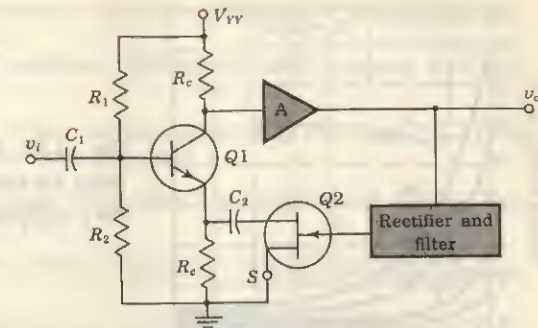 V_YY
R_c
R_1
A
v_o
v_i
C_1
Q1
C_2
Q2
Rectifier and
filter
R_2
R_e
S